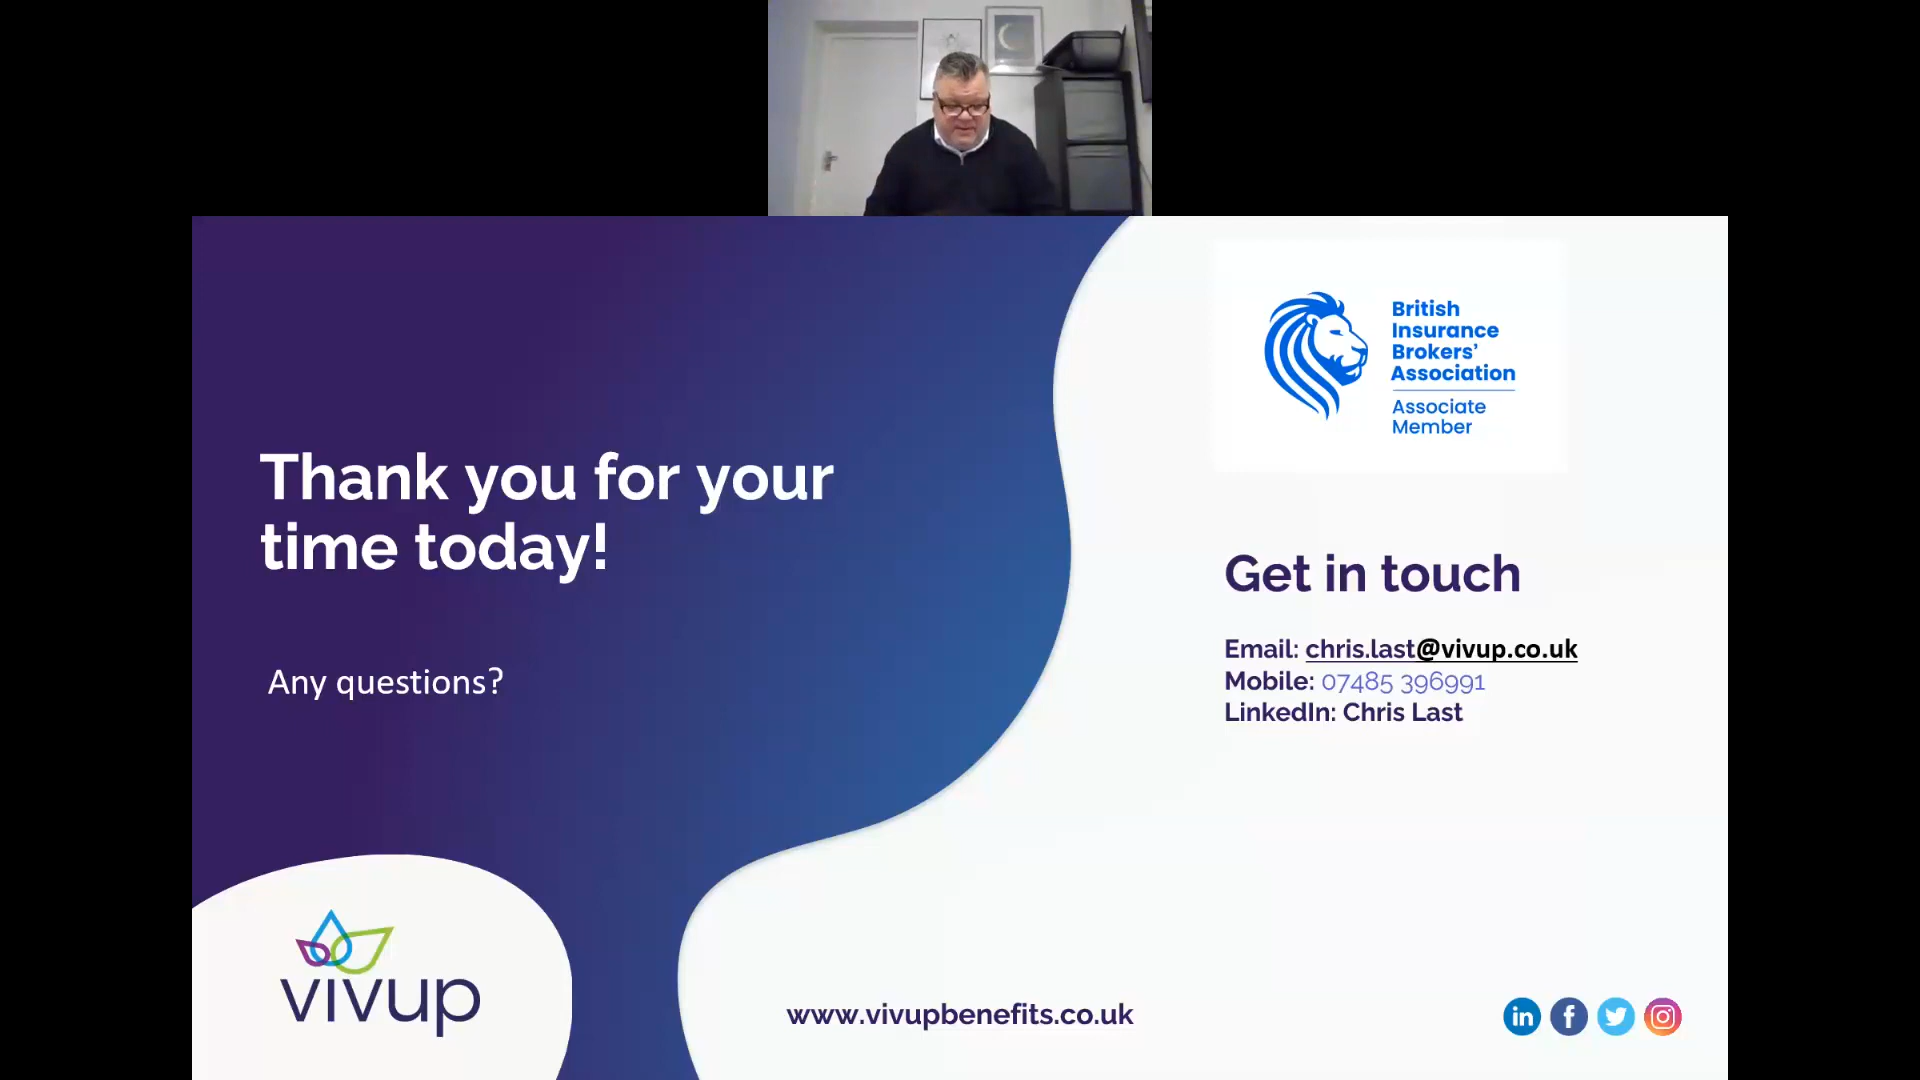 Thank you for your
time today!
Any questions?
British
Insurance
Brokers’
Association
Associate
Member
Get in touch
Email: chris.last@vivup.co.uk
Mobile: 07485 396991
LinkedIn: Chris Last
vivup
www.vivupbenefits.co.uk
in f